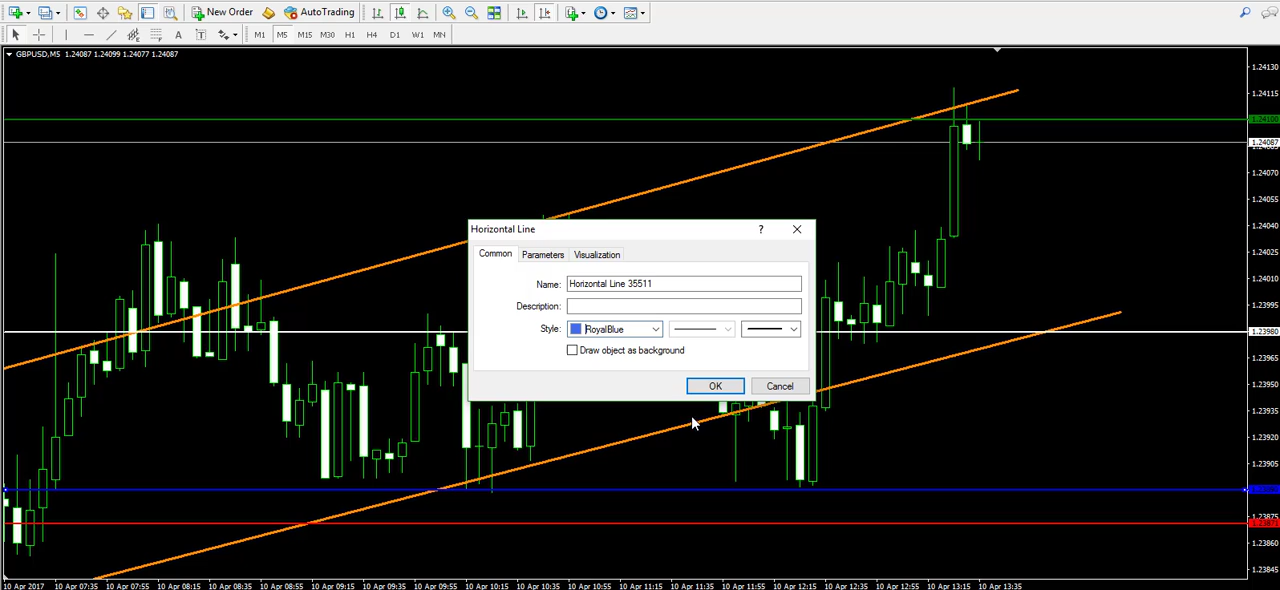 New Order AutoTrading
A T M1 M5 M15 M30 H1 H4 D1 W1 MN
GBPUSD,M5 1.24087 1.24099 1.24077 1.24087
1.24130
1.24115
1.24100
1.24087
1.24070
1.24055
1.24040
1.24025
1.24010
1.23995
1.23980
1.23965
1.23950
1.23935
1.23920
1.23905
1.23875
1.23860
1.23845
Horizontal Line ?
Common Parameters Visualization
Name: Horizontal Line 35511
Description:
Style: RoyalBlue
Draw object as background
OK Cancel
10 Apr 2017 10 Apr 07:35 10 Apr 07:55 10 Apr 08:15 10 Apr 08:35 10 Apr 08:55 10 Apr 09:15 10 Apr 09:35 10 Apr 09:55 10 Apr 10:15 10 Apr 10:35 10 Apr 10:55 10 Apr 11:15 10 Apr 11:35 10 Apr 11:55 10 Apr 12:15 10 Apr 12:35 10 Apr 12:55 10 Apr 13:15 10 Apr 13:35